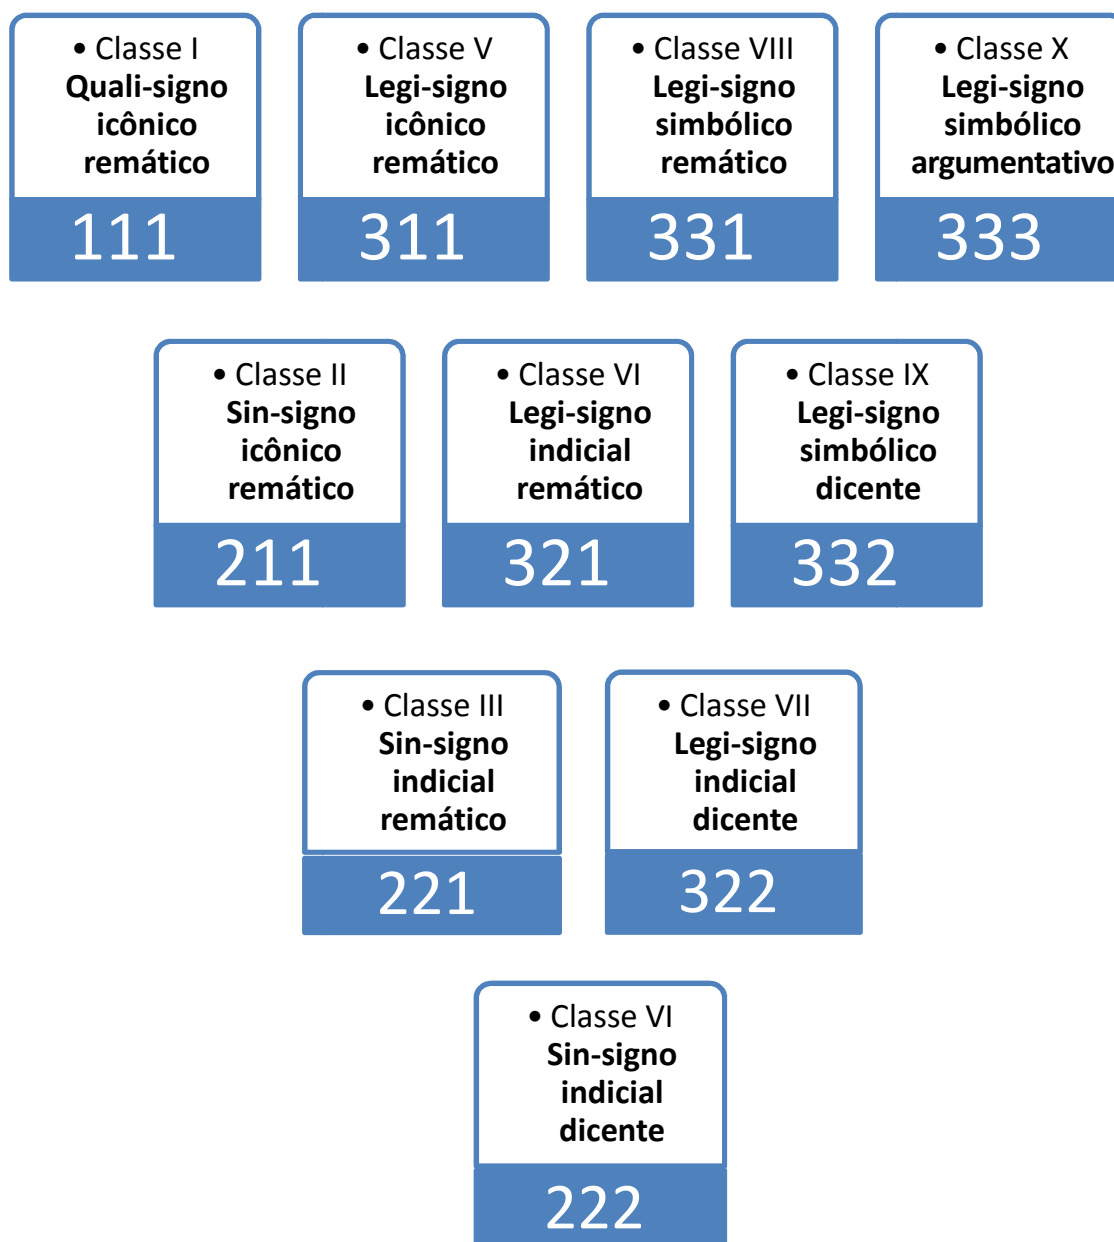 • Classe I
Quali-signo
icônico
remático
111
• Classe V
Legi-signo
icônico
remático
311
• Classe VIII
Legi-signo
simbólico
remático
331
• Classe X
Legi-signo
simbólico
argumentativo
333
• Classe II
Sin-signo
icônico
remático
211
• Classe VI
Legi-signo
indicial
remático
321
• Classe IX
Legi-signo
simbólico
dicente
332
• Classe III
Sin-signo
indicial
remático
221
• Classe VII
Legi-signo
indicial
dicente
322
• Classe VI
Sin-signo
indicial
dicente
222